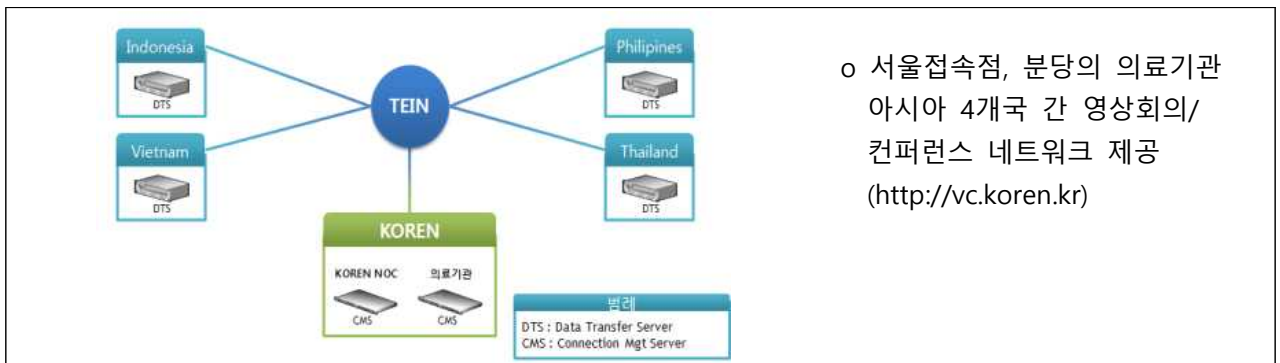 Indonesia
DTS
Vietnam
DTS
TEIN
Philipines
DTS
Thailand
DTS
KOREN
KOREN NOC
의료기관
CMS
CMS
범례
DTS : Data Transfer Server
CMS : Connection Mgt Server
o 서울접속점, 분당의 의료기관
아시아 4개국 간 영상회의/
컨퍼런스 네트워크 제공
(http://vc.koren.kr)